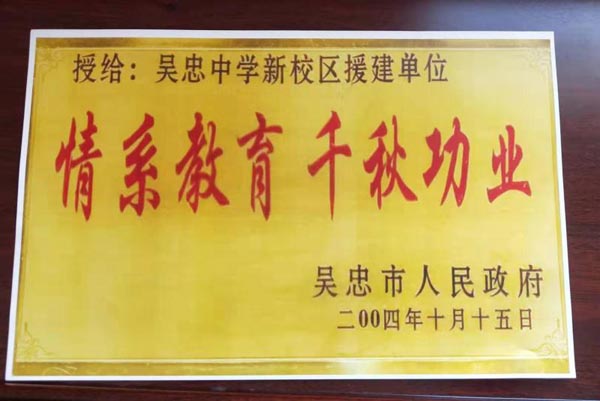 授给：吴忠中学新校区援建单位
情系教育千秋功业
吴忠市人民政府
二00四年十月十五日